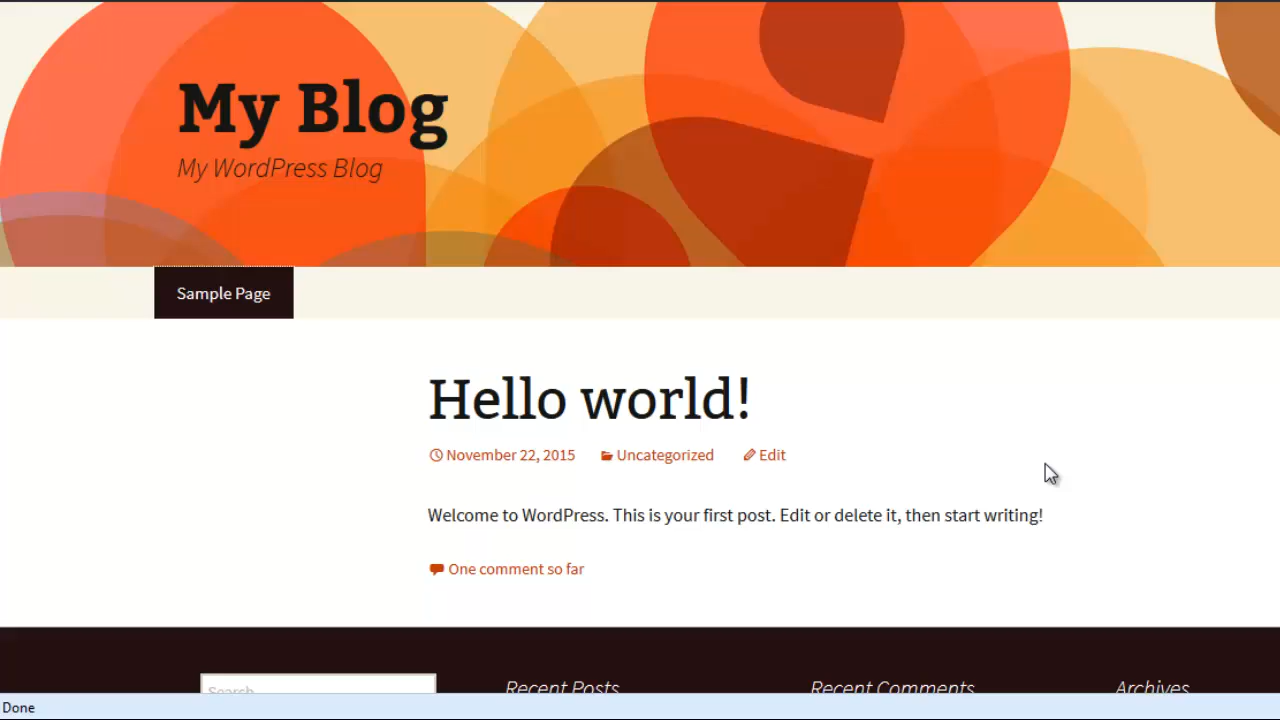 My Blog
My WordPress Blog
Sample Page
Hello world!
November 22, 2015 Uncategorized Edit
Welcome to WordPress. This is your first post. Edit or delete it, then start writing!
One comment so far
Search
Recent Posts Recent Comments Archives
Done